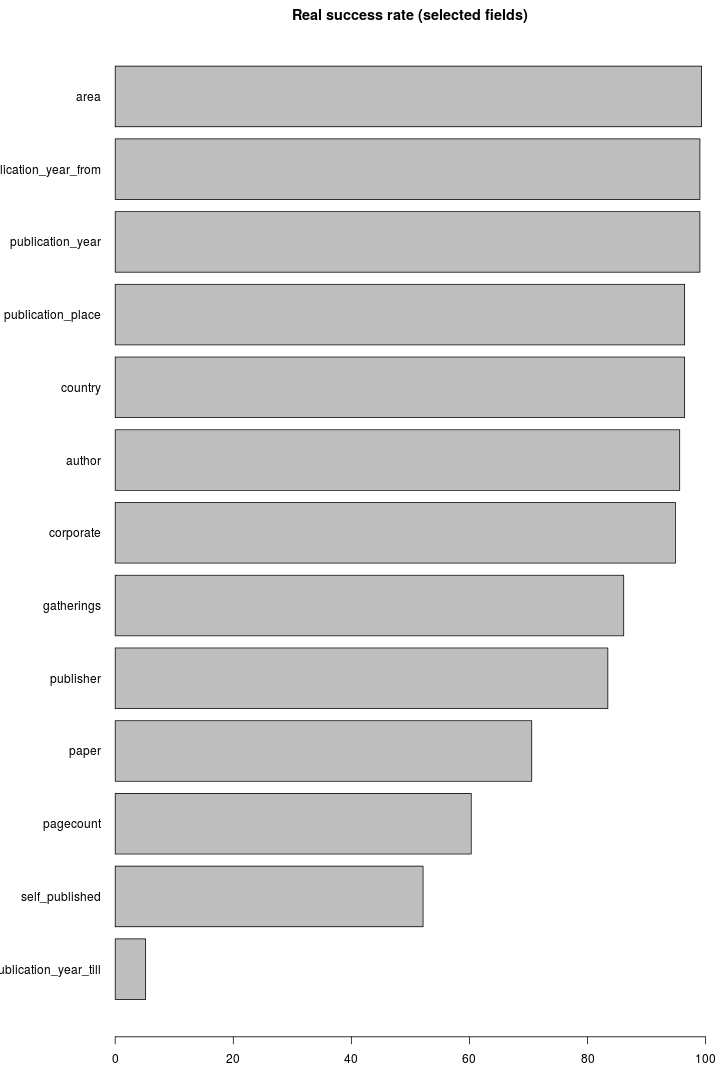 Real success rate (selected fields)
area
lication_year_from
publication_year
publication_place
country
author
corporate
gatherings
publisher
paper
pagecount
self_published
ublication_year_till
0 20 40 60 80 100